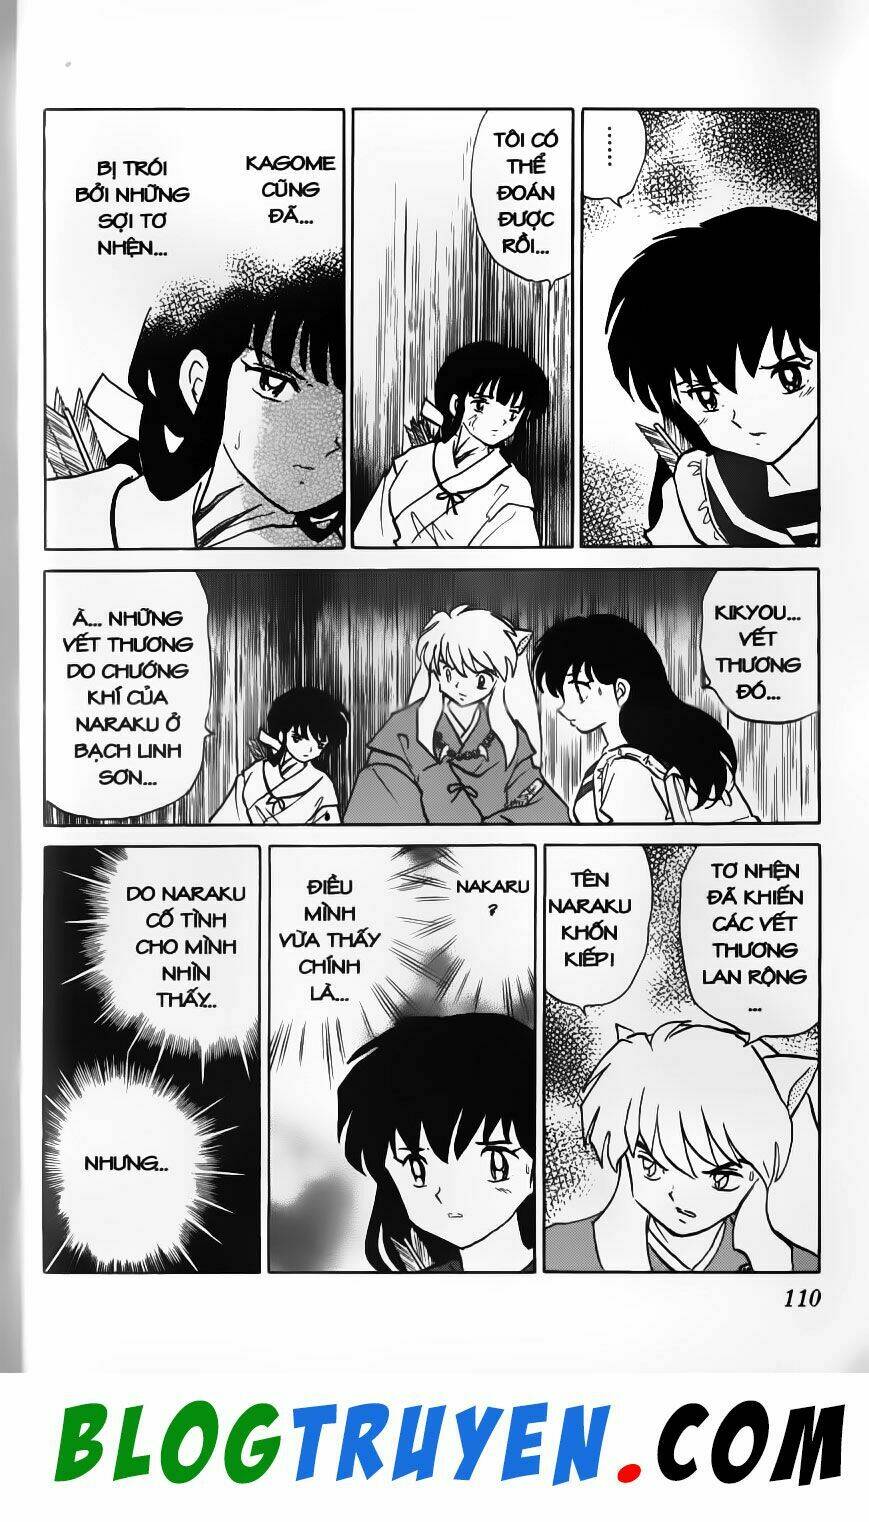 ......
TÔI CÓ
THỂ
ĐOÁN
ĐƯỢC
RỒI...
KAGOME
CŨNG
ĐÃ...
BỊ TRÓI
BỞI NHỮNG
SỢI TƠ
NHỆN...
KIKYOU...
VẾT
THƯƠNG
ĐÓ...
À... NHỮNG
VẾT THƯƠNG
DO CHƯỚNG
KHÍ CỦA
NARAKU Ở
BẠCH LINH
SƠN...
TƠ NHỆN
ĐÃ KHIẾN
CÁC VẾT
THƯƠNG
LAN RỘNG
...
TÊN
NARAKU
KHỐN
KIẾP!
NAKARU
?
ĐIỀU
MÌNH
VỪA THẤY
CHÍNH
LÀ...
DO NARAKU
CỐ TÌNH
CHO MÌNH
NHÌN
THẤY...
NHƯNG...
110
BLOGTRUYEN.COM